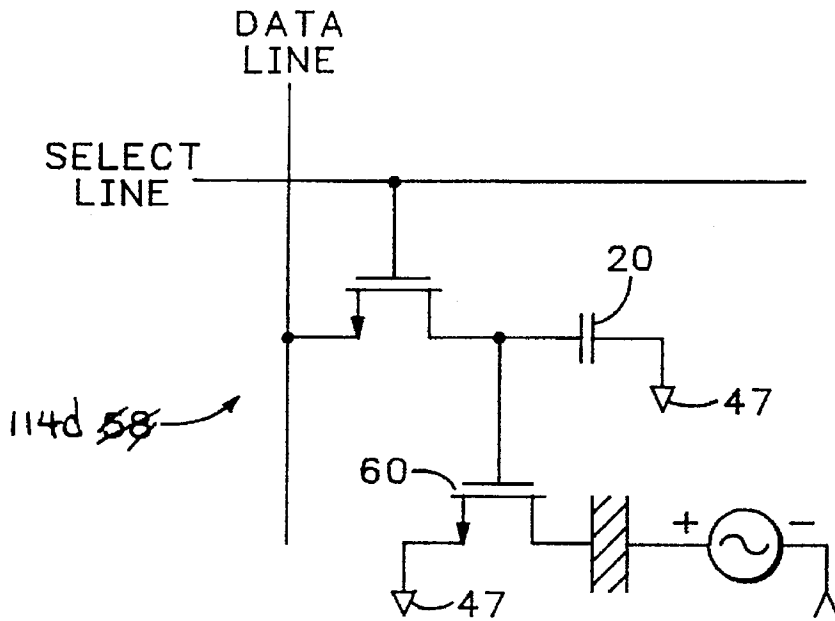 DATA
LINE
SELECT
LINE
20
47
114d 58
60
+ -
47